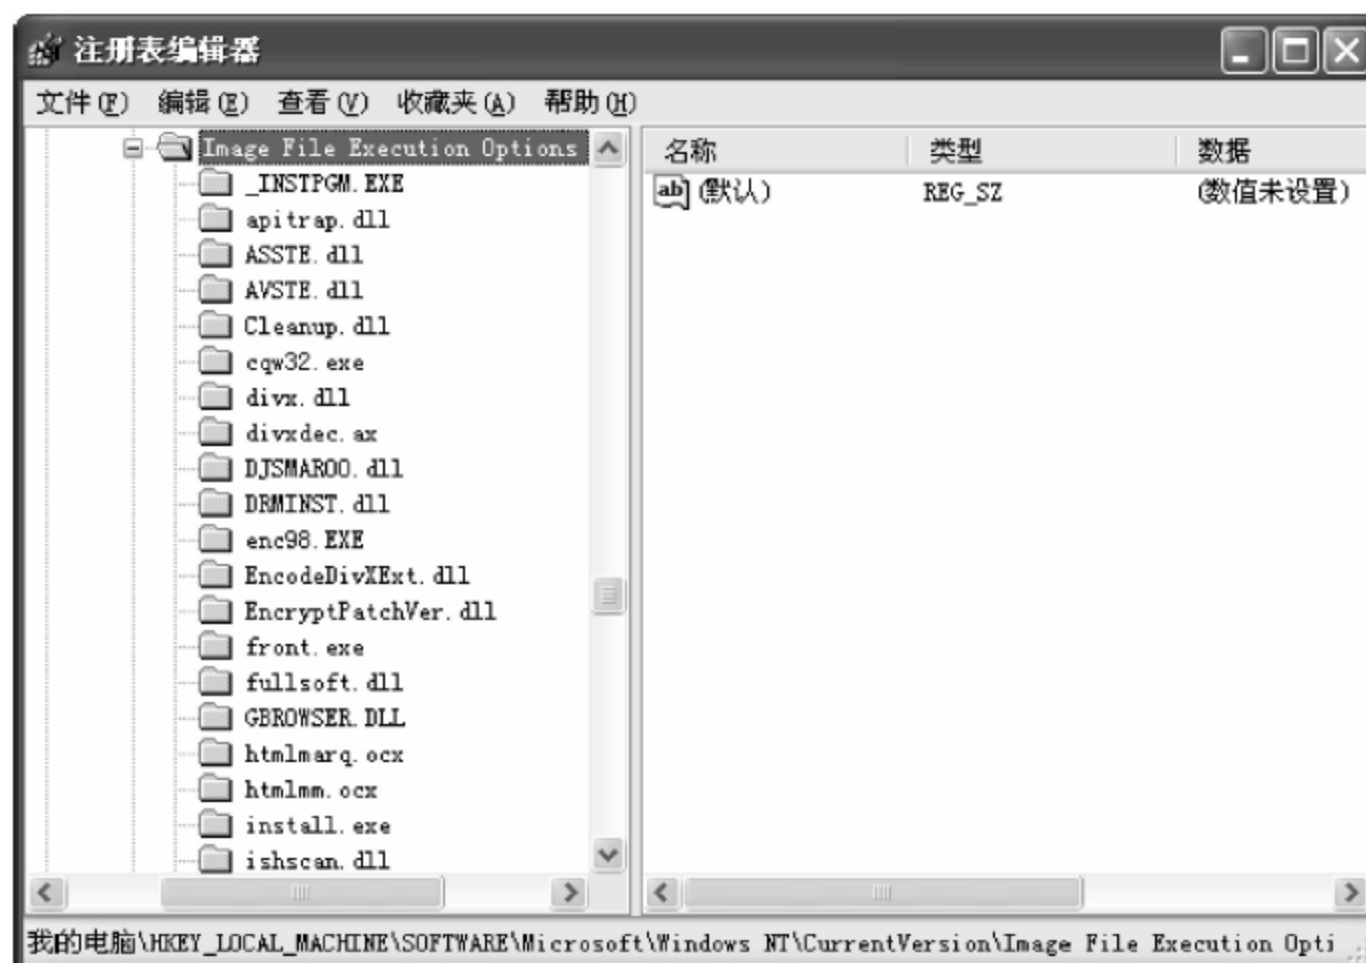 注册表编辑器
文件(F) 编辑(E) 查看(V) 收藏夹(A) 帮助(H)
Image File Execution Options
_INSTPGM.EXE
apitrap.dll
ASSTE.dll
AVSTE.dll
Cleanup.dll
cqw32.exe
divx.dll
divxdec.ax
DJSMAR00.dll
DRMINST.dll
enc98.EXE
EncodeDivXExt.dll
EncryptPatchVer.dll
front.exe
fullsoft.dll
GBROWSER.DLL
htmlmarq.ocx
htmlmm.ocx
install.exe
ishscan.dll
名称 类型 数据
ab (默认) REG_SZ (数值未设置)
我的电脑\HKEY_LOCAL_MACHINE\SOFTWARE\Microsoft\Windows NT\CurrentVersion\Image File Execution Opti